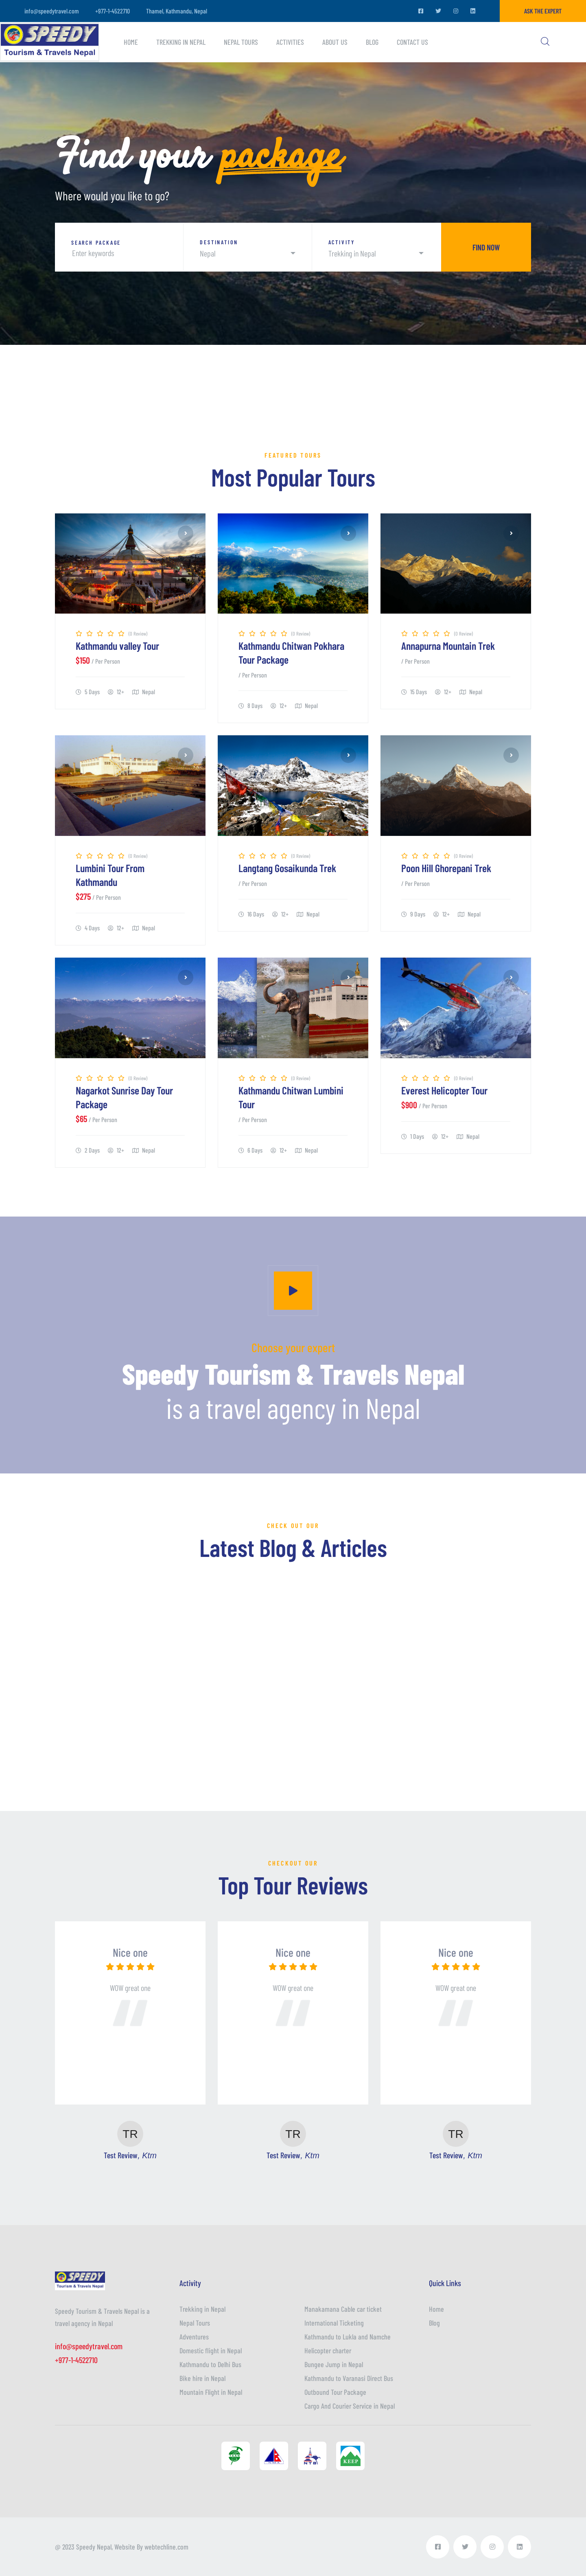 info@speedytravel.com +977-1-4522710 Thamel, Kathmandu, Nepal ASK THE EXPERT
SPEEDY
Tourism & Travels Nepal
HOME TREKKING IN NEPAL NEPAL TOURS ACTIVITIES ABOUT US BLOG CONTACT US
Find your package
Where would you like to go?
SEARCH PACKAGE DESTINATION ACTIVITY
Enter keywords Nepal Trekking in Nepal FIND NOW
FEATURED TOURS
Most Popular Tours
(0 Review)
Kathmandu valley Tour
$150 / Per Person
5 Days 12+ Nepal
(0 Review)
Kathmandu Chitwan Pokhara
Tour Package
/ Per Person
8 Days 12+ Nepal
(0 Review)
Annapurna Mountain Trek
/ Per Person
15 Days 12+ Nepal
(0 Review)
Lumbini Tour From
Kathmandu
$275 / Per Person
4 Days 12+ Nepal
(0 Review)
Langtang Gosaikunda Trek
/ Per Person
16 Days 12+ Nepal
(0 Review)
Poon Hill Ghorepani Trek
/ Per Person
9 Days 12+ Nepal
(0 Review)
Nagarkot Sunrise Day Tour
Package
$65 / Per Person
2 Days 12+ Nepal
(0 Review)
Kathmandu Chitwan Lumbini
Tour
/ Per Person
6 Days 12+ Nepal
(0 Review)
Everest Helicopter Tour
$900 / Per Person
1 Days 12+ Nepal
Choose your expert
Speedy Tourism & Travels Nepal
is a travel agency in Nepal
CHECK OUT OUR
Latest Blog & Articles
CHECKOUT OUR
Top Tour Reviews
Nice one
WOW great one
TR
Test Review, Ktm
Nice one
WOW great one
TR
Test Review, Ktm
Nice one
WOW great one
TR
Test Review, Ktm
SPEEDY
Tourism & Travels Nepal
Speedy Tourism & Travels Nepal is a
travel agency in Nepal
info@speedytravel.com
+977-1-4522710
Activity
Trekking in Nepal
Nepal Tours
Adventures
Domestic flight in Nepal
Kathmandu to Delhi Bus
Bike hire in Nepal
Mountain Flight in Nepal
Manakamana Cable car ticket
International Ticketing
Kathmandu to Lukla and Namche
Helicopter charter
Bungee Jump in Nepal
Kathmandu to Varanasi Direct Bus
Outbound Tour Package
Cargo And Courier Service in Nepal
Quick Links
Home
Blog
KEEP
@ 2023 Speedy Nepal. Website By webtechline.com